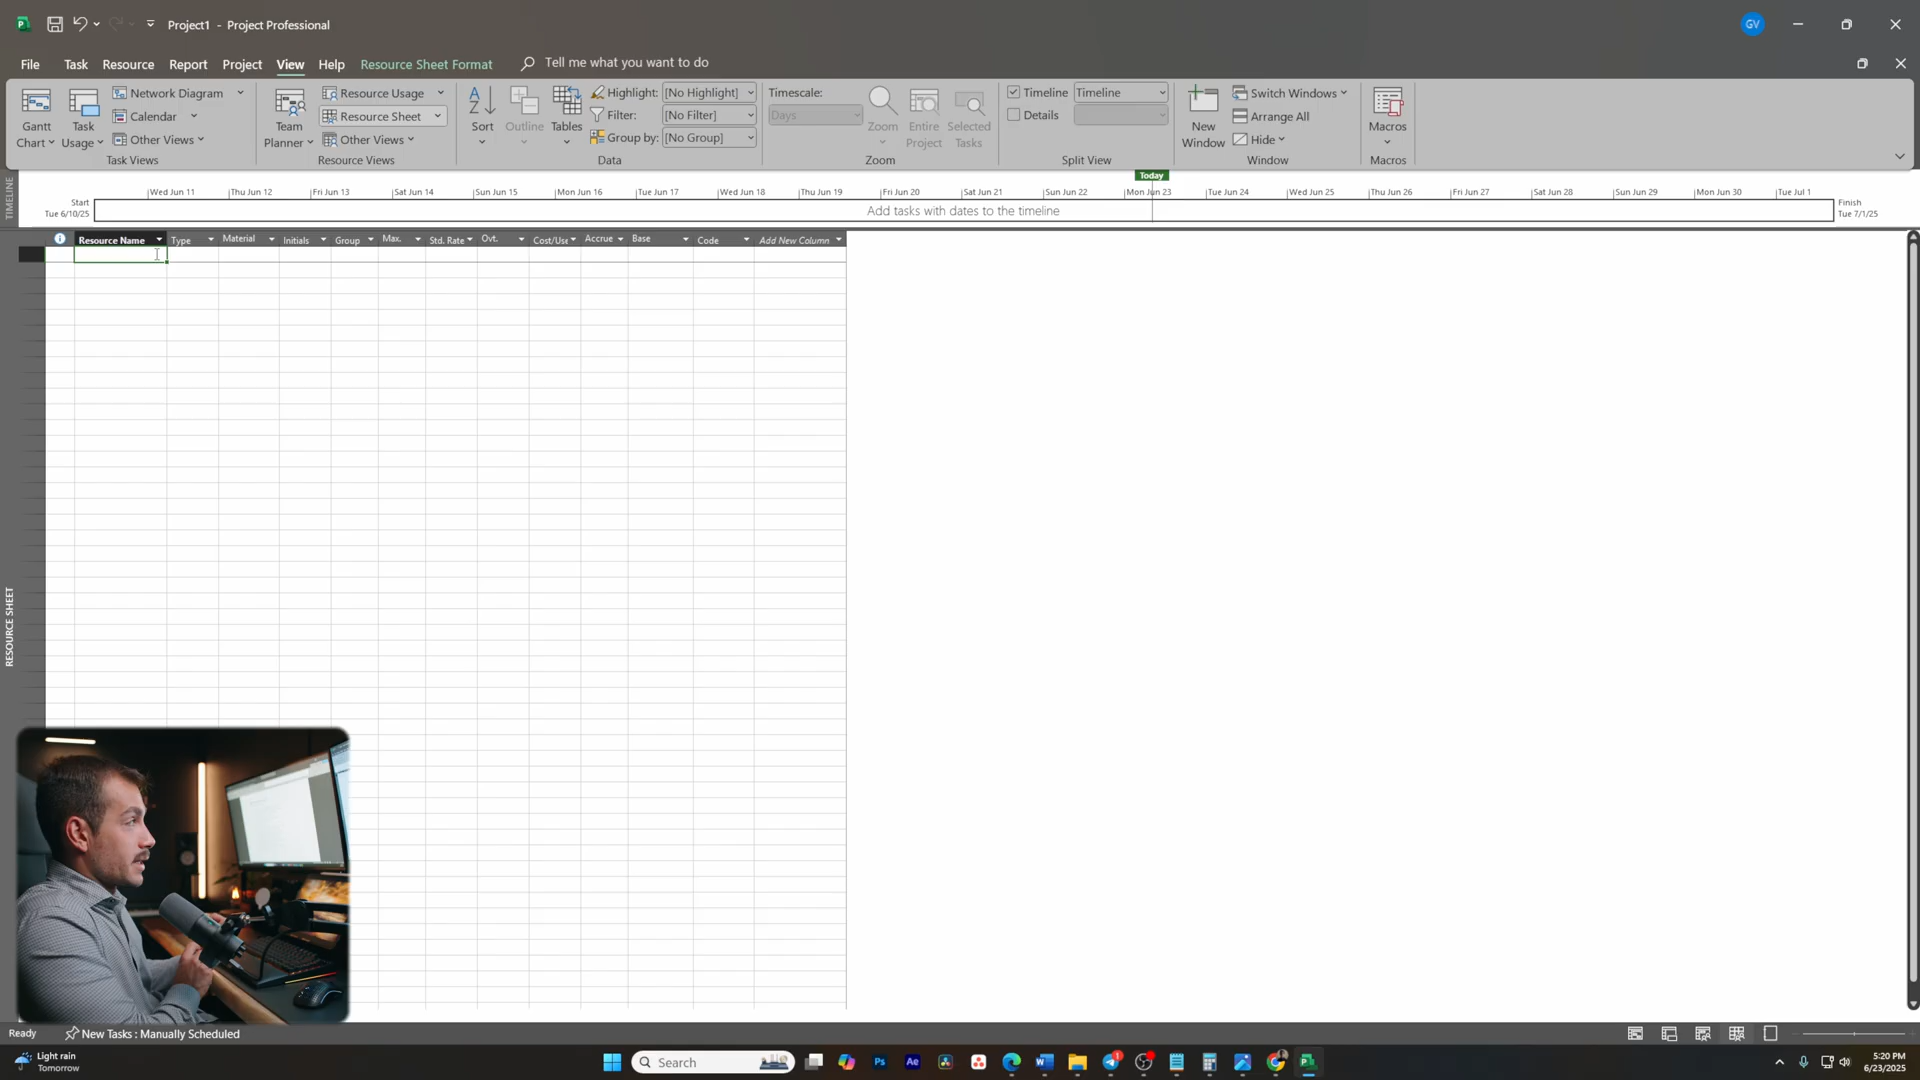 Project1 - Project Professional
GV
File Task Resource Report Project View Help Resource Sheet Format Tell me what you want to do
Gantt Chart
Task Usage
Network Diagram
Calendar
Other Views
Task Views
Team Planner
Resource Usage
Resource Sheet
Other Views
Resource Views
Sort
Outline
Tables
Highlight: [No Highlight]
Filter: [No Filter]
Group by: [No Group]
Data
Timescale:
Days
Zoom
Entire Project
Selected Tasks
Zoom
Timeline Timeline
Details
Split View
New Window
Switch Windows
Arrange All
Hide
Window
Macros
Macros
TIMELINE
Today
Wed Jun 11 Thu Jun 12 Fri Jun 13 Sat Jun 14 Sun Jun 15 Mon Jun 16 Tue Jun 17 Wed Jun 18 Thu Jun 19 Fri Jun 20 Sat Jun 21 Sun Jun 22 Mon Jun 23 Tue Jun 24 Wed Jun 25 Thu Jun 26 Fri Jun 27 Sat Jun 28 Sun Jun 29 Mon Jun 30 Tue Jul 1
Start
Tue 6/10/25
Add tasks with dates to the timeline
Finish
Tue 7/1/25
Resource Name Type Material Initials Group Max. Std. Rate Ovt. Cost/Use Accrue Base Code Add New Column
RESOURCE SHEET
Ready New Tasks : Manually Scheduled
Light rain
Tomorrow
Search
Ps
Ae
W
1
5:20 PM
6/23/2025